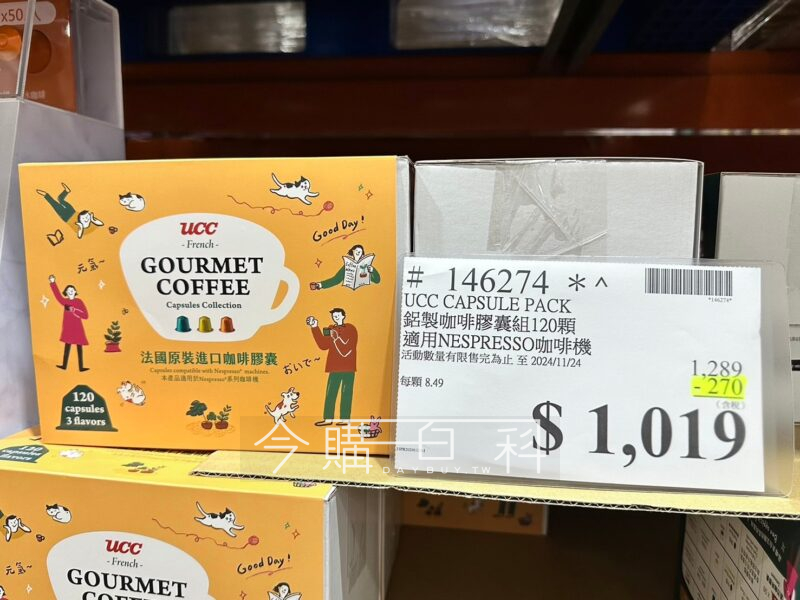 x50入
ucc
- French -
GOURMET
COFFEE
Capsules Collection
法國原裝進口咖啡膠囊
Capsules compatible with Nespresso® machines.
本產品適用於Nespresso®系列咖啡機
120
capsules
3 flavors
元氣~
Good Day!
おいで~
Coffee
# 146274 *^
*146274*
UCC CAPSULE PACK
鋁製咖啡膠囊組120顆
適用NESPRESSO咖啡機
活動數量有限售完為止 至 2024/11/24
每顆 8.49
1,289
-270
(含稅)
$ 1,019
今購百科
DAYBUY.TW
ucc
- French -
GOURMET
元氣~
Good Day!